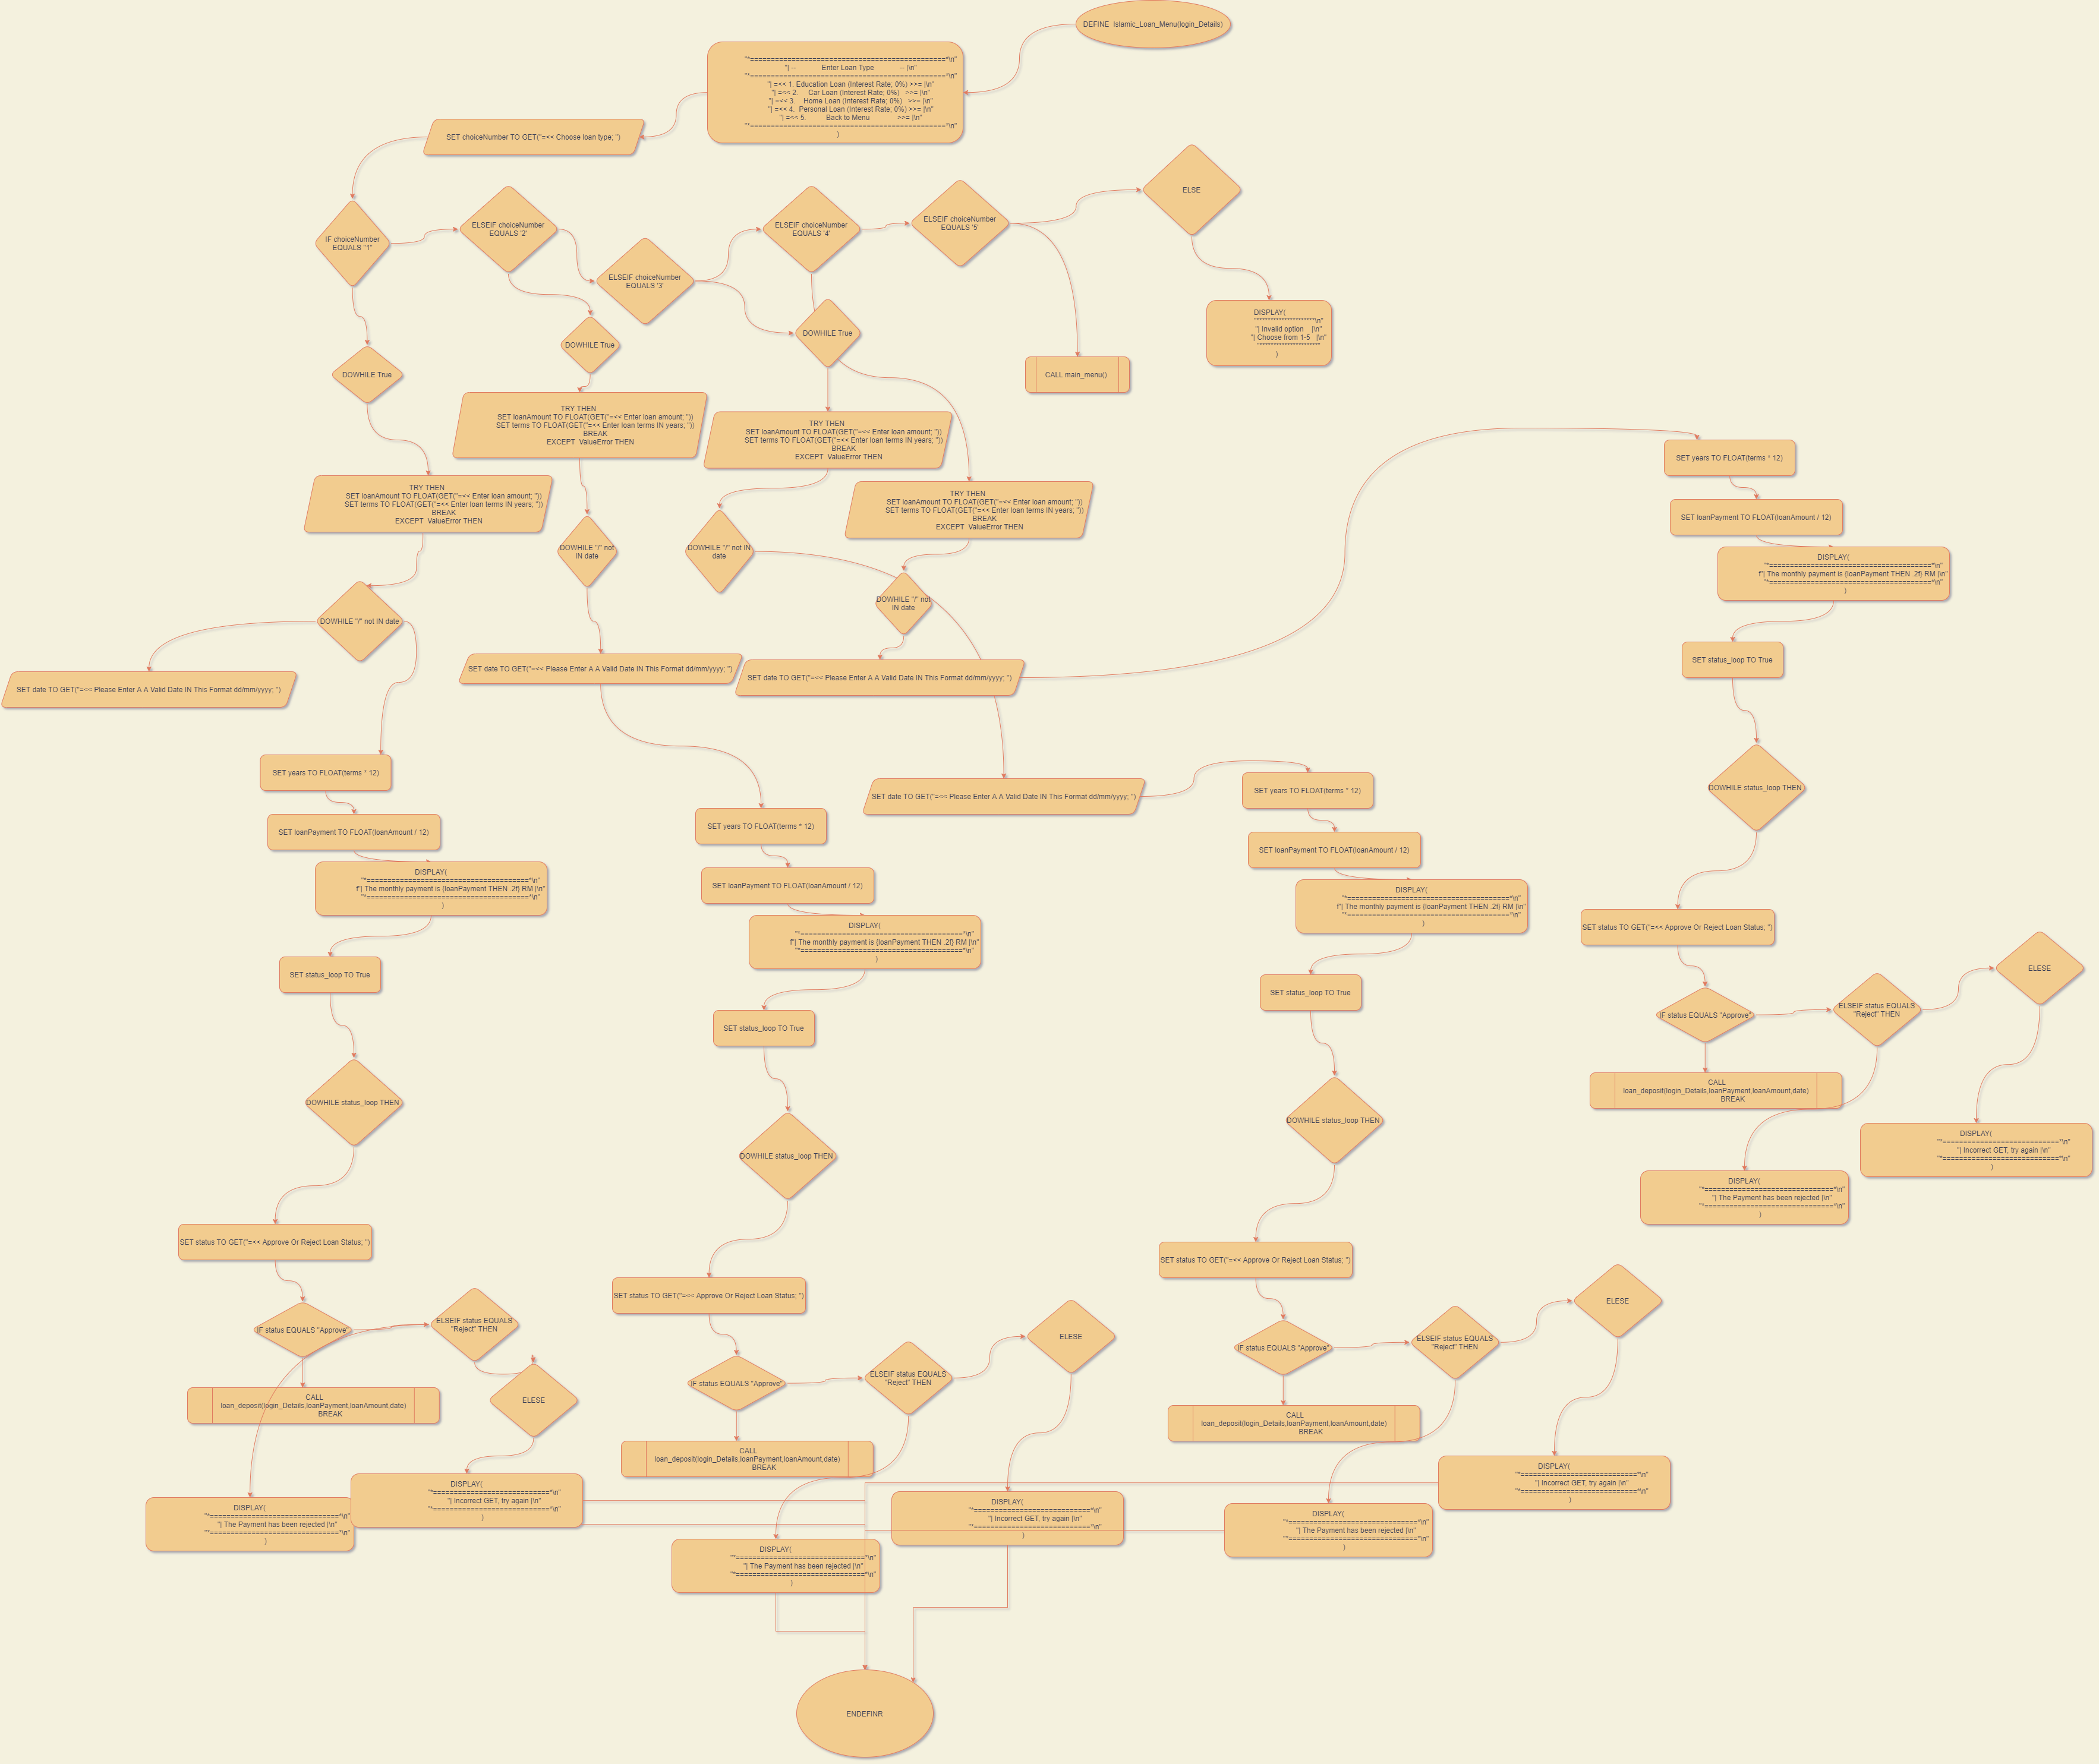 DEFINE  Islamic_Loan_Menu(login_Details)
"*===============================================*\n"
"| --             Enter Loan Type             -- |\n"
"*===============================================*\n"
"| =<< 1. Education Loan (Interest Rate; 0%) >>= |\n"
"| =<< 2.     Car Loan (Interest Rate; 0%)   >>= |\n"
"| =<< 3.    Home Loan (Interest Rate; 0%)   >>= |\n"
"| =<< 4.  Personal Loan (Interest Rate; 0%) >>= |\n"
"| =<< 5.          Back to Menu              >>= |\n"
"*===============================================*\n"
)
SET choiceNumber TO GET("=<< Choose loan type; ")
IF choiceNumber
EQUALS "1"
ELSEIF choiceNumber
EQUALS '2'
ELSEIF choiceNumber
EQUALS '3'
ELSEIF choiceNumber
EQUALS '4'
ELSEIF choiceNumber
EQUALS '5'
ELSE
DISPLAY(
"| Invalid option    |\n"
"| Choose from 1-5   |\n"
)
CALL main_menu()
DOWHILE True
DOWHILE True
DOWHILE True
TRY THEN
SET loanAmount TO FLOAT(GET("=<< Enter loan amount; "))
SET terms TO FLOAT(GET("=<< Enter loan terms IN years; "))
BREAK
EXCEPT  ValueError THEN
TRY THEN
SET loanAmount TO FLOAT(GET("=<< Enter loan amount; "))
SET terms TO FLOAT(GET("=<< Enter loan terms IN years; "))
BREAK
EXCEPT  ValueError THEN
TRY THEN
SET loanAmount TO FLOAT(GET("=<< Enter loan amount; "))
SET terms TO FLOAT(GET("=<< Enter loan terms IN years; "))
BREAK
EXCEPT  ValueError THEN
TRY THEN
SET loanAmount TO FLOAT(GET("=<< Enter loan amount; "))
SET terms TO FLOAT(GET("=<< Enter loan terms IN years; "))
BREAK
EXCEPT  ValueError THEN
DOWHILE "/" not IN date
DOWHILE "/" not
IN date
DOWHILE "/" not IN
date
DOWHILE "/" not
IN date
SET date TO GET("=<< Please Enter A A Valid Date IN This Format dd/mm/yyyy; ")
SET date TO GET("=<< Please Enter A A Valid Date IN This Format dd/mm/yyyy; ")
SET date TO GET("=<< Please Enter A A Valid Date IN This Format dd/mm/yyyy; ")
SET date TO GET("=<< Please Enter A A Valid Date IN This Format dd/mm/yyyy; ")
SET years TO FLOAT(terms * 12)
SET loanPayment TO FLOAT(loanAmount / 12)
DISPLAY(
"*=======================================*\n"
f"| The monthly payment is {loanPayment THEN .2f} RM |\n"
"*=======================================*\n"
)
SET status_loop TO True
DOWHILE status_loop THEN
SET status TO GET("=<< Approve Or Reject Loan Status; ")
IF status EQUALS "Approve"
ELSEIF status EQUALS
"Reject" THEN
ELESE
CALL
loan_deposit(login_Details,loanPayment,loanAmount,date)
BREAK
DISPLAY(
"*===============================*\n"
"| The Payment has been rejected |\n"
"*===============================*\n"
)
DISPLAY(
"*============================*\n"
"| Incorrect GET, try again |\n"
"*============================*\n"
)
SET years TO FLOAT(terms * 12)
SET loanPayment TO FLOAT(loanAmount / 12)
DISPLAY(
"*=======================================*\n"
f"| The monthly payment is {loanPayment THEN .2f} RM |\n"
"*=======================================*\n"
)
SET status_loop TO True
DOWHILE status_loop THEN
SET status TO GET("=<< Approve Or Reject Loan Status; ")
IF status EQUALS "Approve"
ELSEIF status EQUALS
"Reject" THEN
ELESE
CALL
loan_deposit(login_Details,loanPayment,loanAmount,date)
BREAK
DISPLAY(
"*===============================*\n"
"| The Payment has been rejected |\n"
"*===============================*\n"
)
DISPLAY(
"*============================*\n"
"| Incorrect GET, try again |\n"
"*============================*\n"
)
SET years TO FLOAT(terms * 12)
SET loanPayment TO FLOAT(loanAmount / 12)
DISPLAY(
"*=======================================*\n"
f"| The monthly payment is {loanPayment THEN .2f} RM |\n"
"*=======================================*\n"
)
SET status_loop TO True
DOWHILE status_loop THEN
SET status TO GET("=<< Approve Or Reject Loan Status; ")
IF status EQUALS "Approve"
ELSEIF status EQUALS
"Reject" THEN
ELESE
CALL
loan_deposit(login_Details,loanPayment,loanAmount,date)
BREAK
DISPLAY(
"*===============================*\n"
"| The Payment has been rejected |\n"
"*===============================*\n"
)
DISPLAY(
"*============================*\n"
"| Incorrect GET, try again |\n"
"*============================*\n"
)
SET years TO FLOAT(terms * 12)
SET loanPayment TO FLOAT(loanAmount / 12)
DISPLAY(
"*=======================================*\n"
f"| The monthly payment is {loanPayment THEN .2f} RM |\n"
"*=======================================*\n"
)
SET status_loop TO True
DOWHILE status_loop THEN
SET status TO GET("=<< Approve Or Reject Loan Status; ")
IF status EQUALS "Approve"
ELSEIF status EQUALS
"Reject" THEN
ELESE
CALL
loan_deposit(login_Details,loanPayment,loanAmount,date)
BREAK
DISPLAY(
"*===============================*\n"
"| The Payment has been rejected |\n"
"*===============================*\n"
)
DISPLAY(
"*============================*\n"
"| Incorrect GET, try again |\n"
"*============================*\n"
)
ENDEFINR